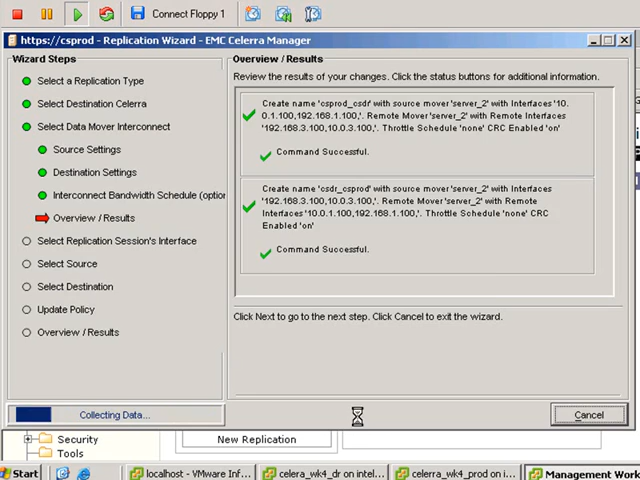 Connect Floppy 1
https://csprod - Replication Wizard - EMC Celerra Manager
Wizard Steps
Select a Replication Type
Select Destination Celerra
Select Data Mover Interconnect
Source Settings
Destination Settings
Interconnect Bandwidth Schedule (option
Overview / Results
Select Replication Session's Interface
Select Source
Select Destination
Update Policy
Overview / Results
Collecting Data...
Overview / Results
Review the results of your changes. Click the status buttons for additional information.
Create name 'csprod_csdr' with source mover 'server_2' with Interfaces '10.
0.1.100,192.168.1.100,'. Remote Mover 'server_2' with Remote Interfaces
'192.168.3.100,10.0.3.100,'. Throttle Schedule 'none' CRC Enabled 'on'
Command Successful.
Create name 'csdr_csprod' with source mover 'server_2' with Interfaces
'192.168.3.100,10.0.3.100,'. Remote Mover 'server_2' with Remote
Interfaces '10.0.1.100,192.168.1.100,'. Throttle Schedule 'none' CRC
Enabled 'on'
Command Successful.
Click Next to go to the next step. Click Cancel to exit the wizard.
Cancel
Security
Tools
New Replication
Start
localhost - VMware Inf...
celerra_wk4_dr on intel...
celerra_wk4_prod on i...
Management Work